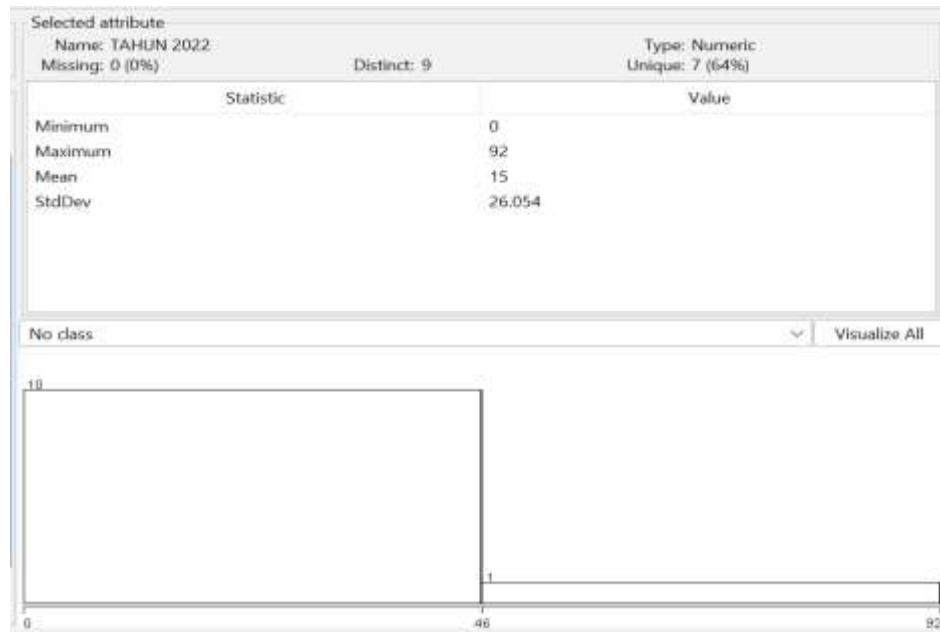 Selected attribute
Name: TAHUN 2022 Type: Numeric
Missing: 0 (0%) Distinct: 9 Unique: 7 (64%)
Statistic Value
Minimum 0
Maximum 92
Mean 15
StdDev 26.054
No class Visualize All
10
1
0 46 92